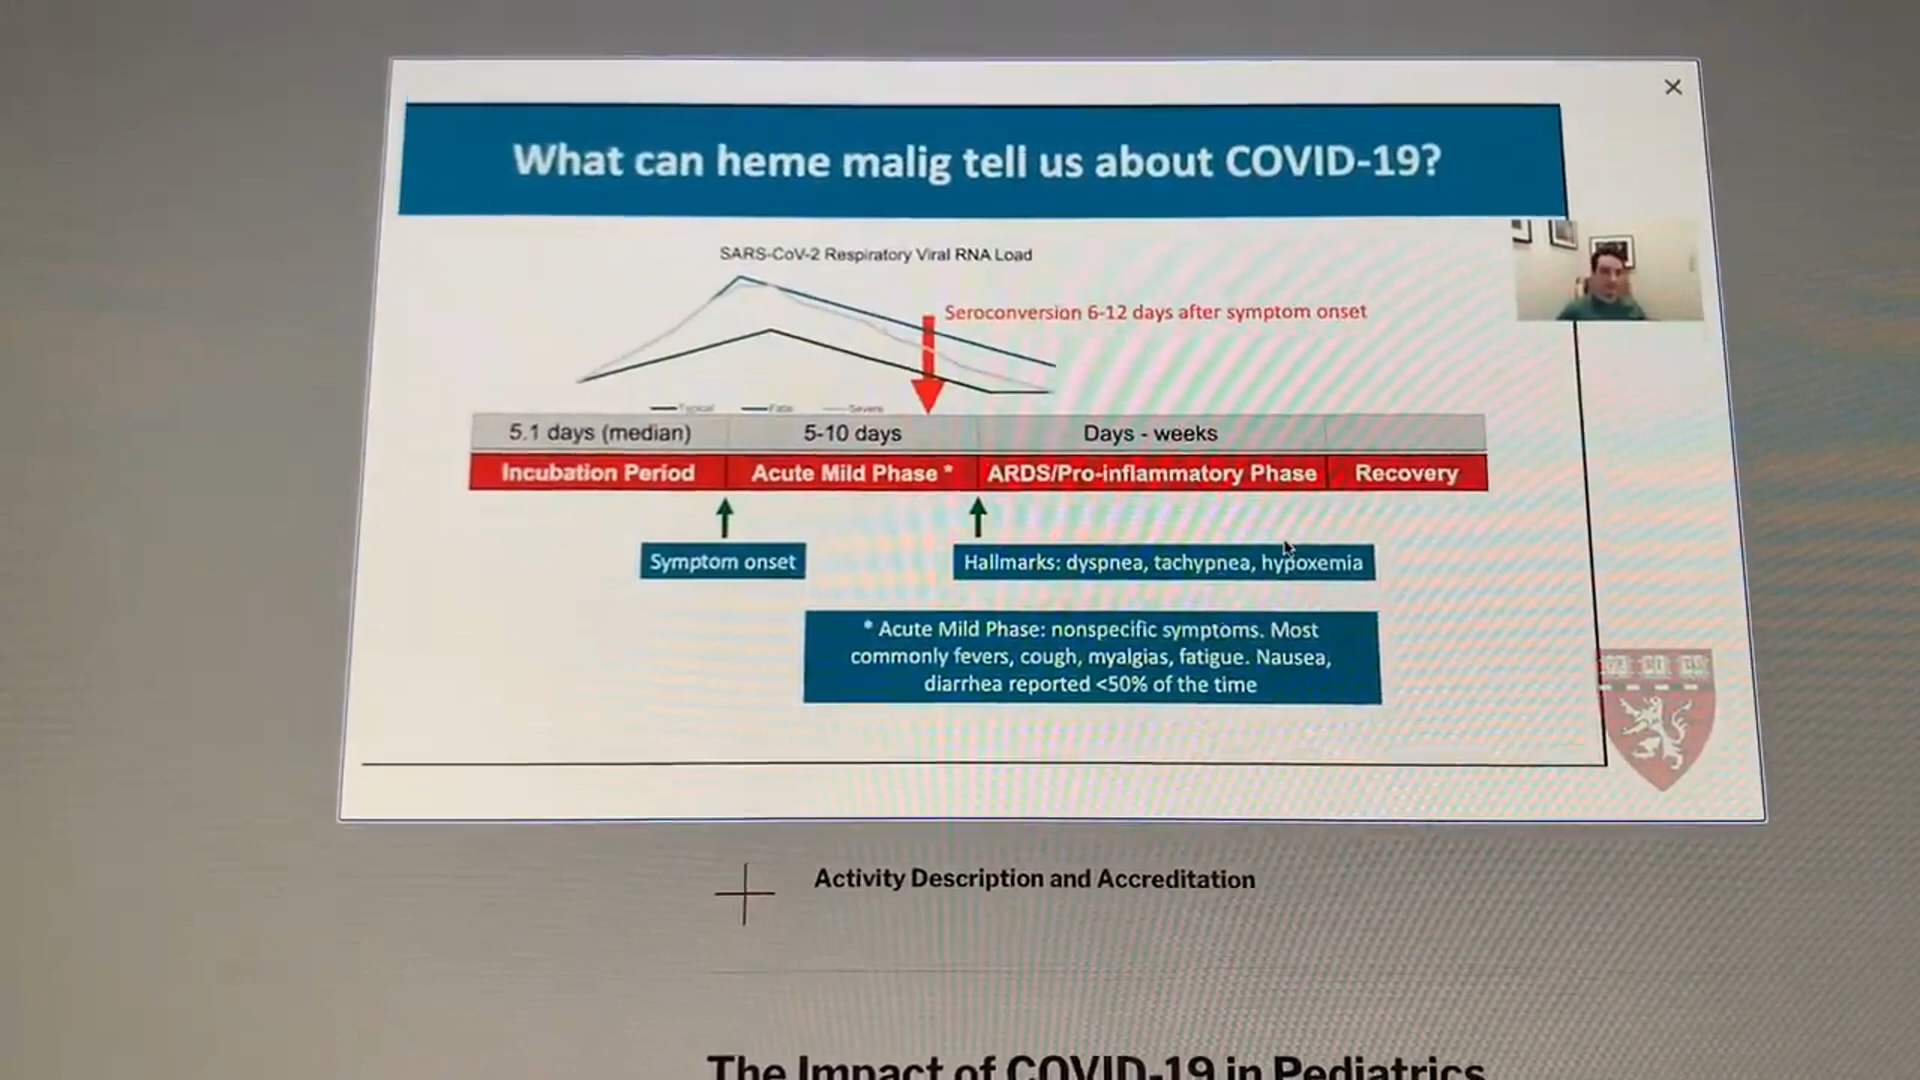 What can heme malig tell us about COVID-19?
SARS-CoV-2 Respiratory Viral RNA Load
Seroconversion 6-12 days after symptom onset
Typical Fatal Severe
5.1 days (median) 5-10 days Days - weeks
Incubation Period Acute Mild Phase * ARDS/Pro-inflammatory Phase Recovery
Symptom onset Hallmarks: dyspnea, tachypnea, hypoxemia
* Acute Mild Phase: nonspecific symptoms. Most
commonly fevers, cough, myalgias, fatigue. Nausea,
diarrhea reported <50% of the time
Activity Description and Accreditation
The Impact of COVID-19 in Pediatrics